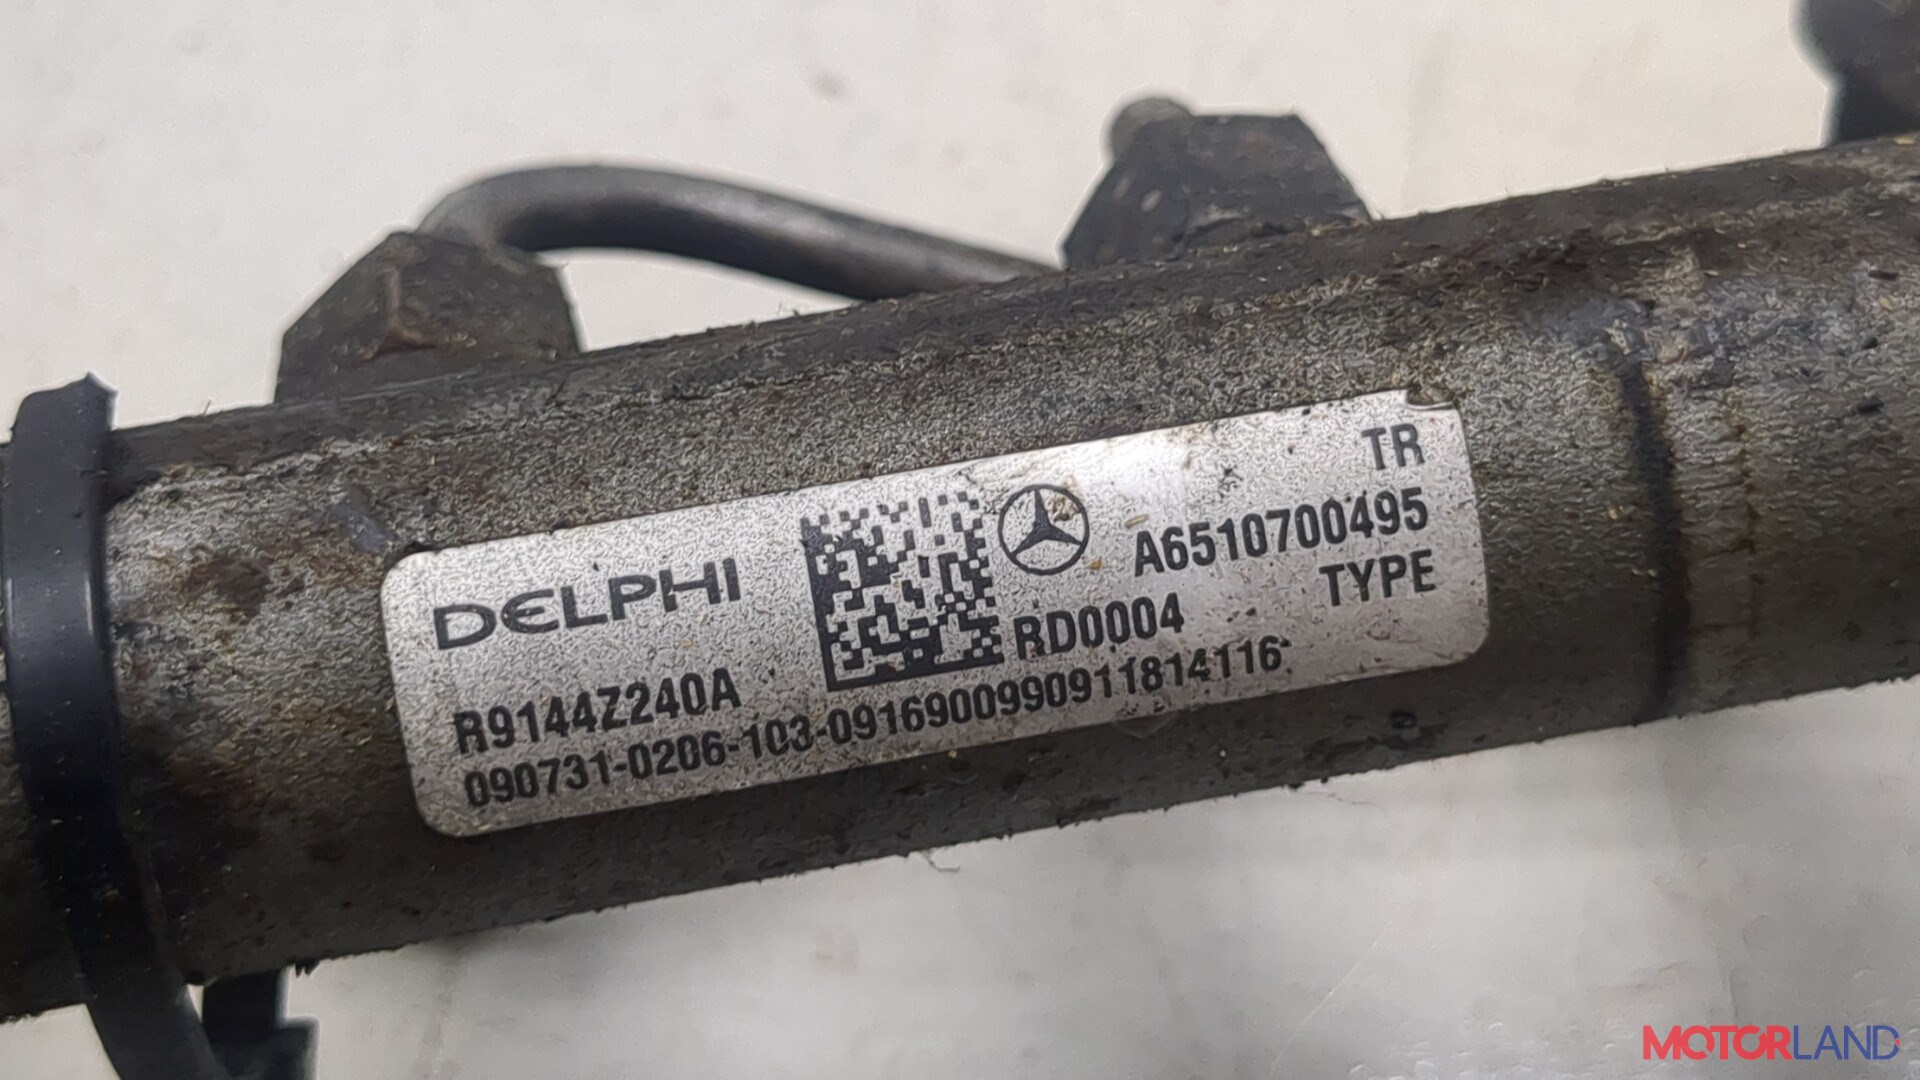 DELPHI
TR
A6510700495
RD0004
TYPE
R9144Z240A
090731-0206-103-0916900990911814116
MOTORLAND